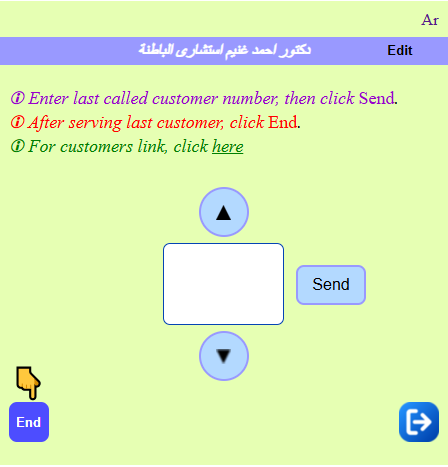 Ar
دكتور احمد غنيم استشارى الباطنة
Edit
🛈 Enter last called customer number, then click Send.
🛈 After serving last customer, click End.
🛈 For customers link, click here
▲
Send
▼
End